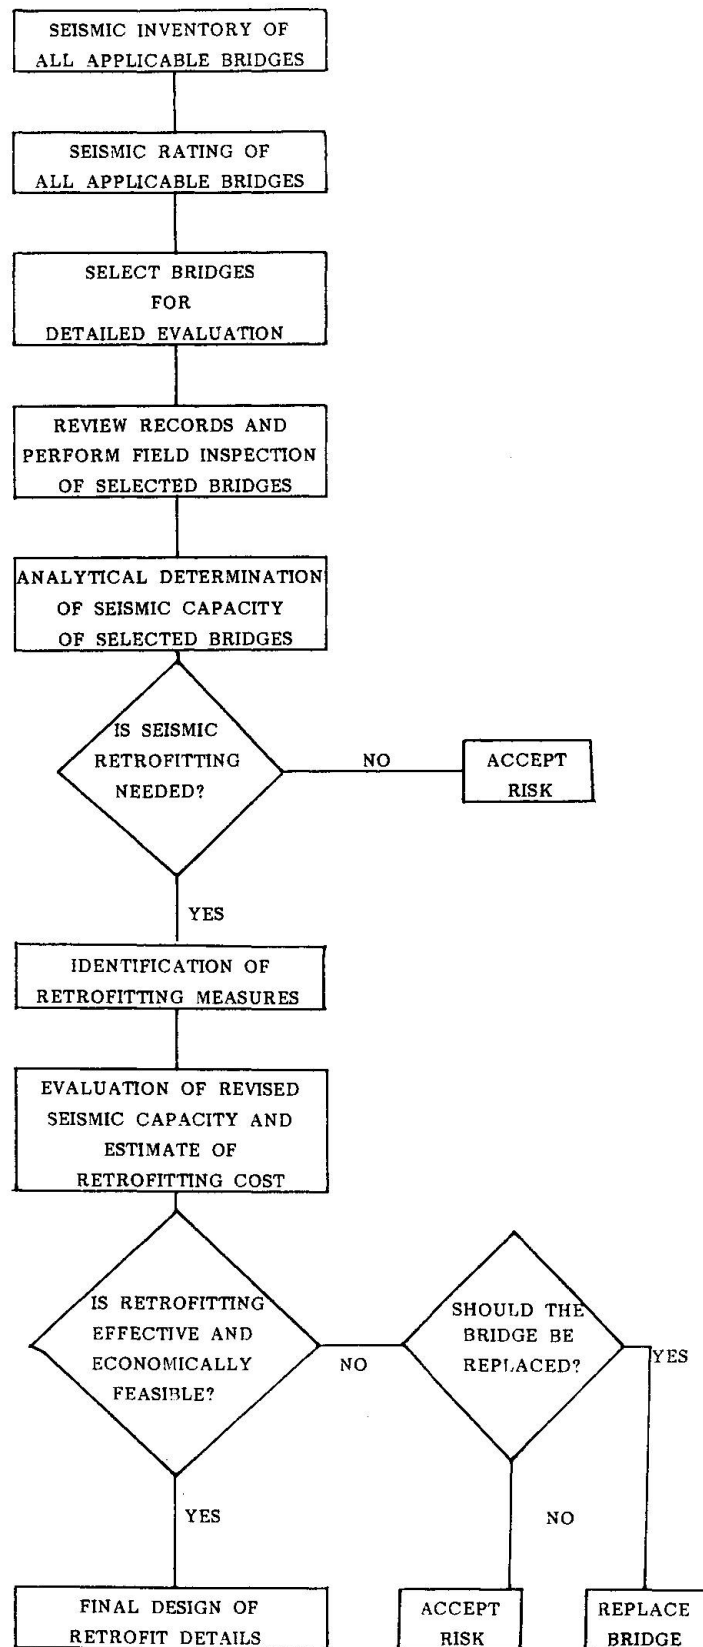 SEISMIC INVENTORY OF
ALL APPLICABLE BRIDGES
SEISMIC RATING OF
ALL APPLICABLE BRIDGES
SELECT BRIDGES
FOR
DETAILED EVALUATION
REVIEW RECORDS AND
PERFORM FIELD INSPECTION
OF SELECTED BRIDGES
ANALYTICAL DETERMINATION
OF SEISMIC CAPACITY
OF SELECTED BRIDGES
IS SEISMIC
RETROFITTING
NEEDED?
NO
ACCEPT
RISK
YES
IDENTIFICATION OF
RETROFITTING MEASURES
EVALUATION OF REVISED
SEISMIC CAPACITY AND
ESTIMATE OF
RETROFITTING COST
IS RETROFITTING
EFFECTIVE AND
ECONOMICALLY
FEASIBLE?
NO
SHOULD THE
BRIDGE BE
REPLACED?
YES
YES
NO
FINAL DESIGN OF
RETROFIT DETAILS
ACCEPT
RISK
REPLACE
BRIDGE